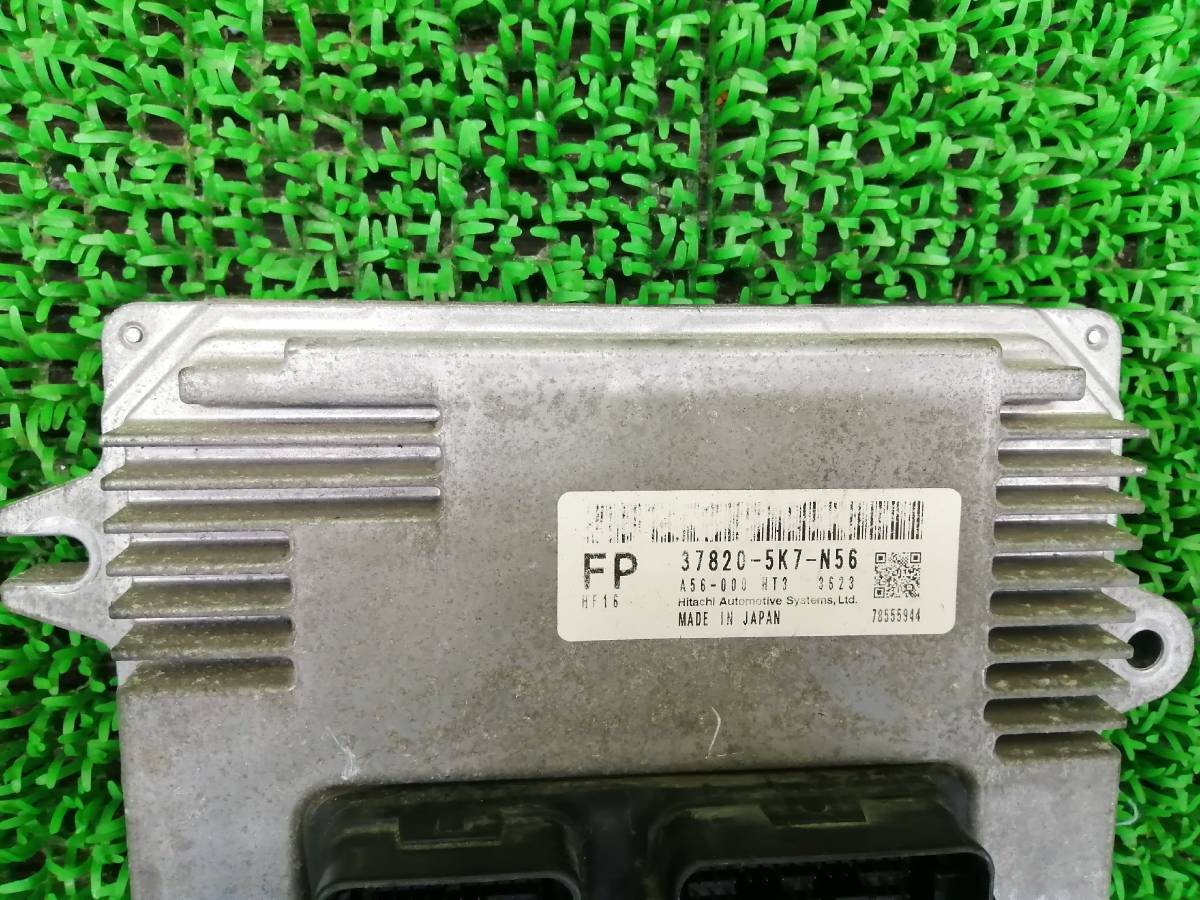 FP 37820-5K7-N56
HF16 A56-000 HT3 3623
Hitachi Automotive Systems, Ltd.
MADE IN JAPAN 78555944